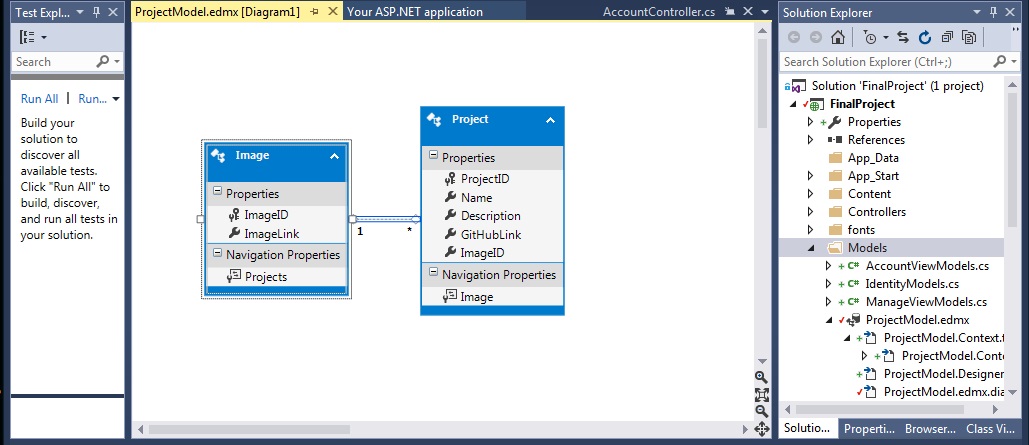 Test Expl...
Search
Run All | Run...
Build your
solution to
discover all
available tests.
Click "Run All" to
build, discover,
and run all tests in
your solution.
ProjectModel.edmx [Diagram1]
Your ASP.NET application
AccountController.cs
Image
Properties
ImageID
ImageLink
Navigation Properties
Projects
1
*
Project
Properties
ProjectID
Name
Description
GitHubLink
ImageID
Navigation Properties
Image
Solution Explorer
Search Solution Explorer (Ctrl+;)
Solution 'FinalProject' (1 project)
FinalProject
Properties
References
App_Data
App_Start
Content
Controllers
fonts
Models
C# AccountViewModels.cs
C# IdentityModels.cs
C# ManageViewModels.cs
ProjectModel.edmx
ProjectModel.Context.t
ProjectModel.Conte
ProjectModel.Designer
ProjectModel.edmx.dia
Solutio... Properti... Browser... Class Vi...